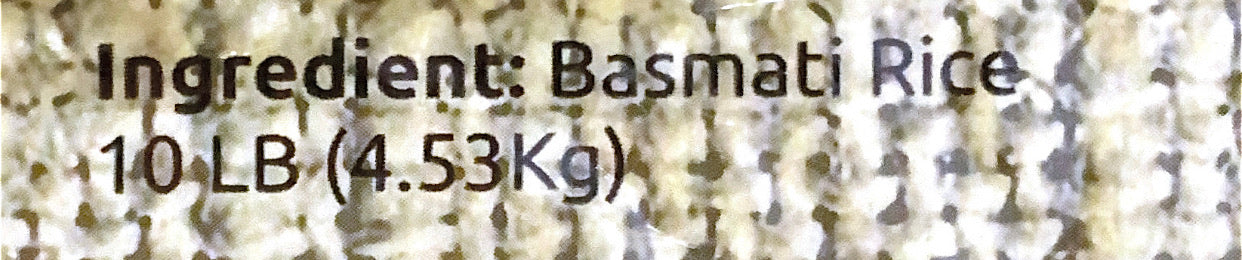 Ingredient: Basmati Rice
10 LB (4.53Kg)